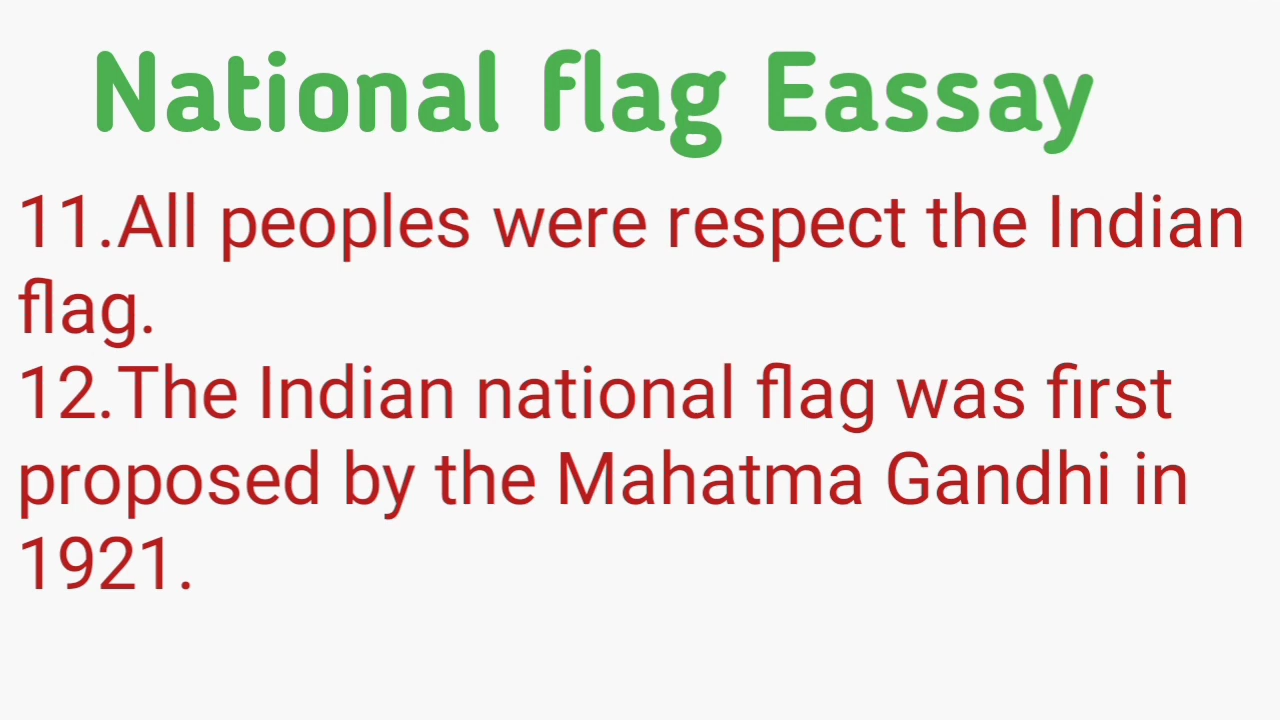 National flag Eassay
11.All peoples were respect the Indian
flag.
12.The Indian national flag was first
proposed by the Mahatma Gandhi in
1921.